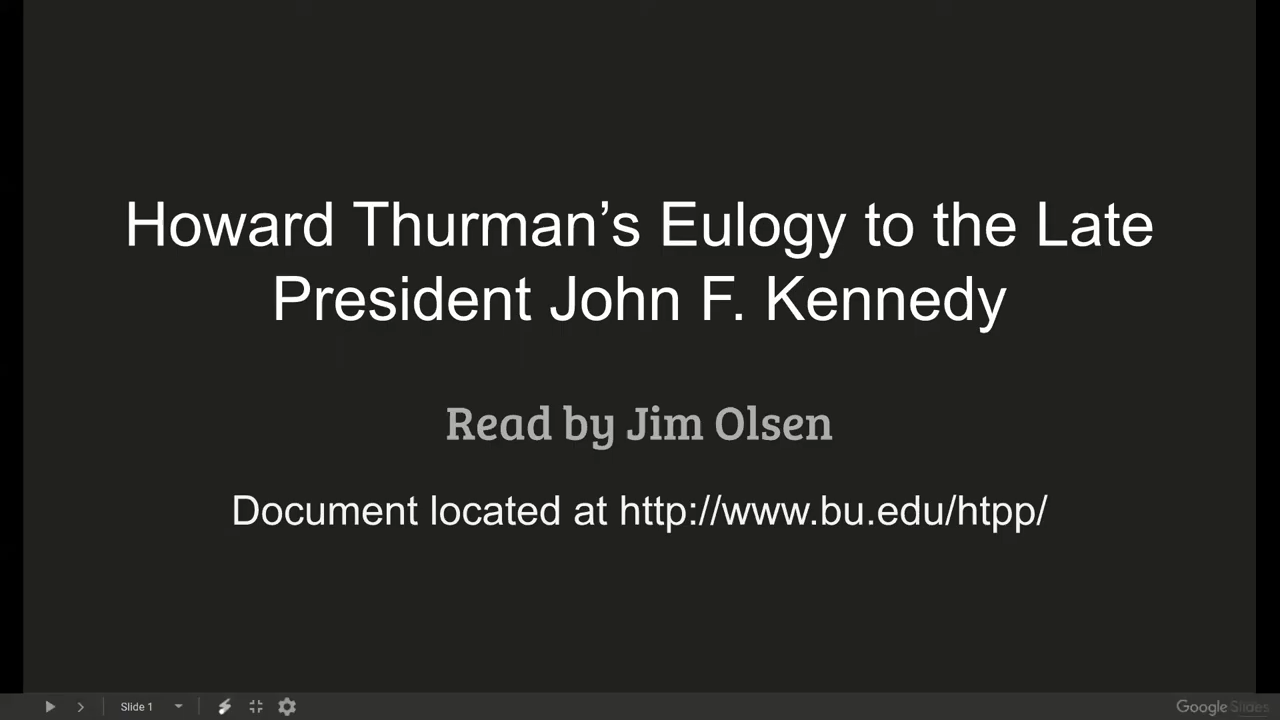 Howard Thurman’s Eulogy to the Late
President John F. Kennedy
Read by Jim Olsen
Document located at http://www.bu.edu/htpp/
Slide 1
Google Slides